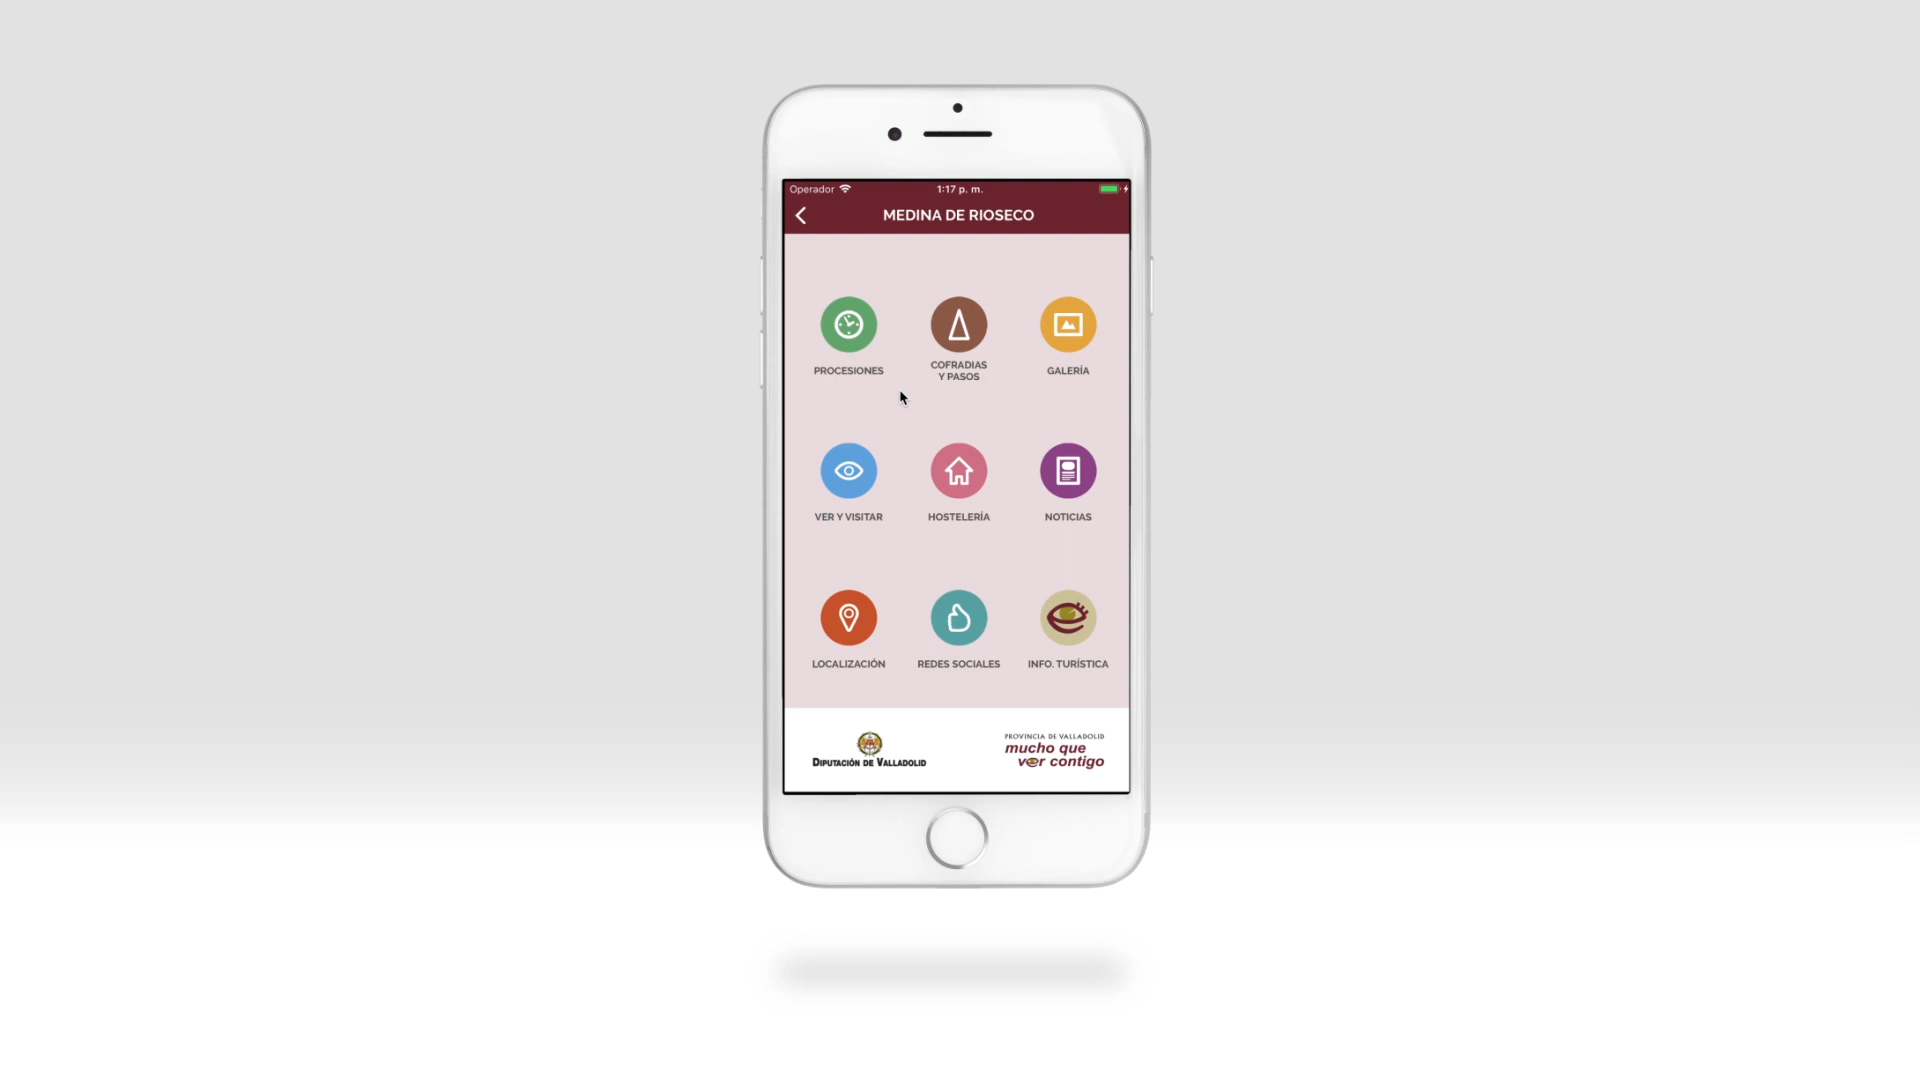 Operador
1:17 p. m.
MEDINA DE RIOSECO
PROCESIONES
COFRADIAS
Y PASOS
GALERÍA
VER Y VISITAR
HOSTELERÍA
NOTICIAS
LOCALIZACIÓN
REDES SOCIALES
INFO. TURÍSTICA
DIPUTACIÓN DE VALLADOLID
PROVINCIA DE VALLADOLID
mucho que
ver contigo